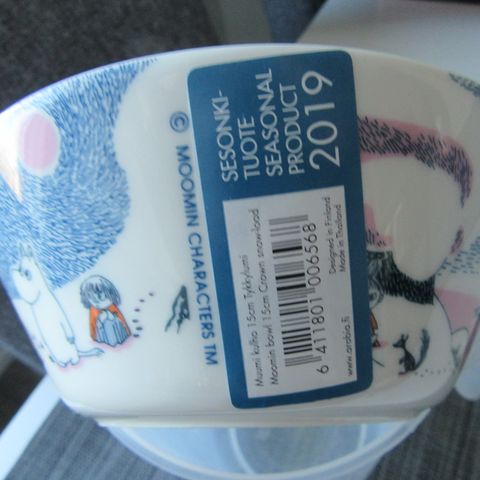 SESONKI-
TUOTE
SEASONAL
PRODUCT
2019
Muumi kulho 15cm Tykkylumi
Moomin bowl 15cm Crown snow-load
6 411801 006568
Designed in Finland
Made in Thailand
www.arabia.fi
© MOOMIN CHARACTERS TM